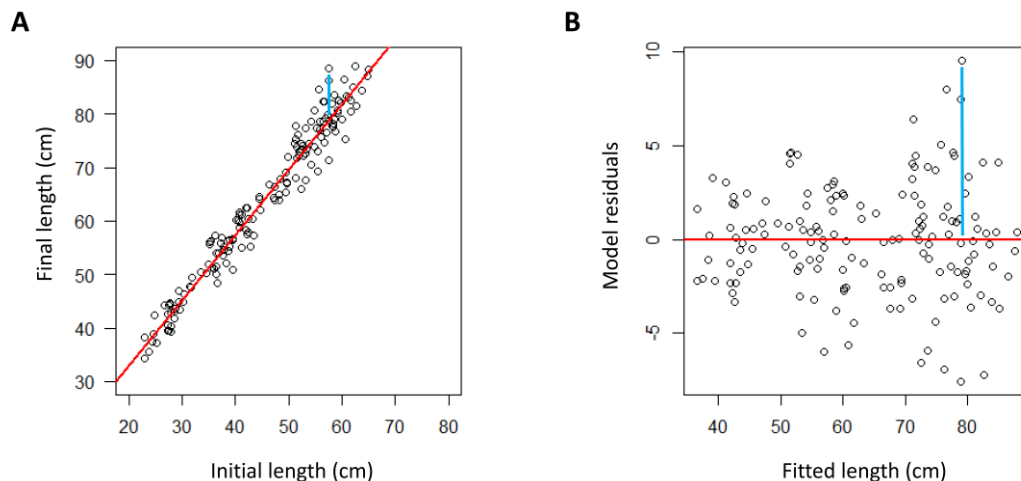 A
Final length (cm)
90
80
70
60
50
40
30
20 30 40 50 60 70 80
Initial length (cm)
B
Model residuals
10
5
0
-5
40 50 60 70 80
Fitted length (cm)